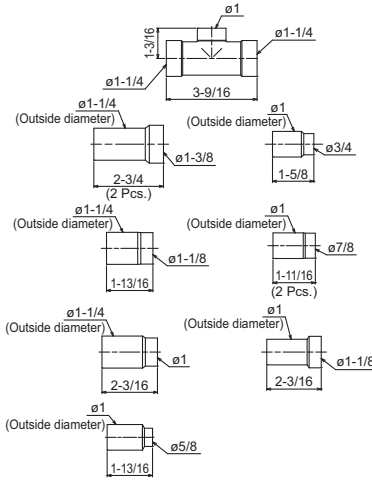 ø1
1-3/16
ø1-1/4
ø1-1/4
3-9/16
ø1-1/4
(Outside diameter)
ø1-3/8
2-3/4
(2 Pcs.)
ø1
(Outside diameter)
ø3/4
1-5/8
ø1-1/4
(Outside diameter)
ø1-1/8
1-13/16
ø1
(Outside diameter)
ø7/8
1-11/16
(2 Pcs.)
ø1-1/4
(Outside diameter)
ø1
2-3/16
ø1
(Outside diameter)
ø1-1/8
2-3/16
ø1
(Outside diameter)
ø5/8
1-13/16